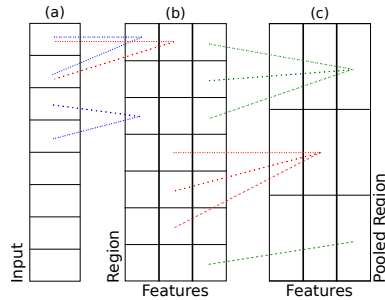 (a)
(b)
(c)
Input
Region
Pooled Region
Features
Features